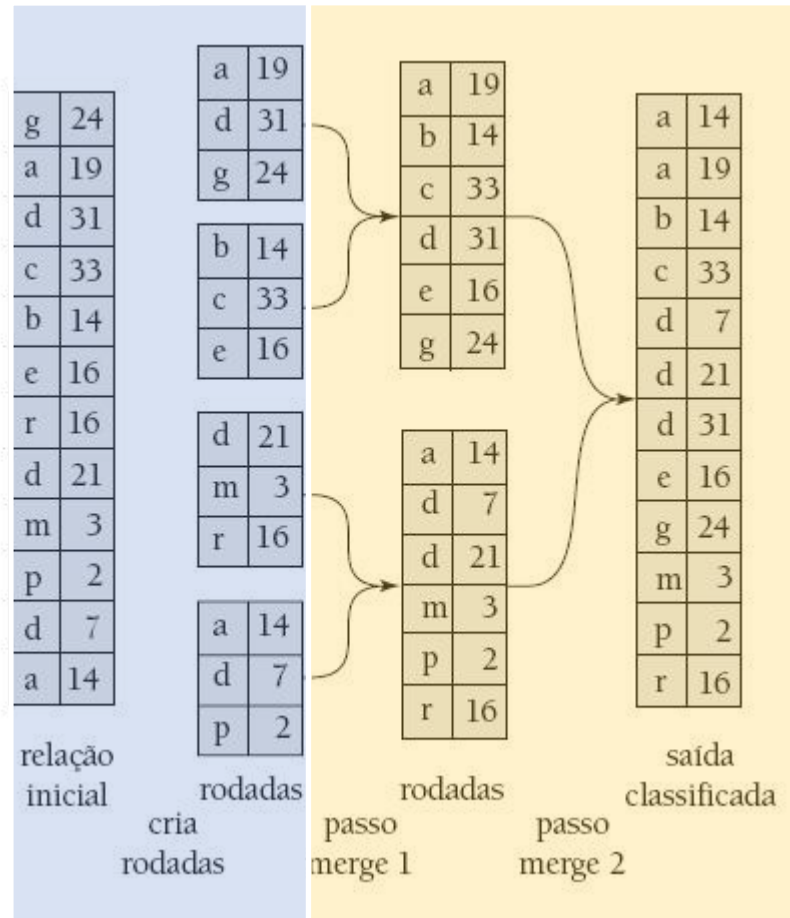 g 24
a 19
d 31
c 33
b 14
e 16
r 16
d 21
m 3
p 2
d 7
a 14
relação
inicial
cria
rodadas
a 19
d 31
g 24
b 14
c 33
e 16
d 21
m 3
r 16
a 14
d 7
p 2
rodadas
passo
merge 1
a 19
b 14
c 33
d 31
e 16
g 24
a 14
d 7
d 21
m 3
p 2
r 16
rodadas
passo
merge 2
a 14
a 19
b 14
c 33
d 7
d 21
d 31
e 16
g 24
m 3
p 2
r 16
saída
classificada